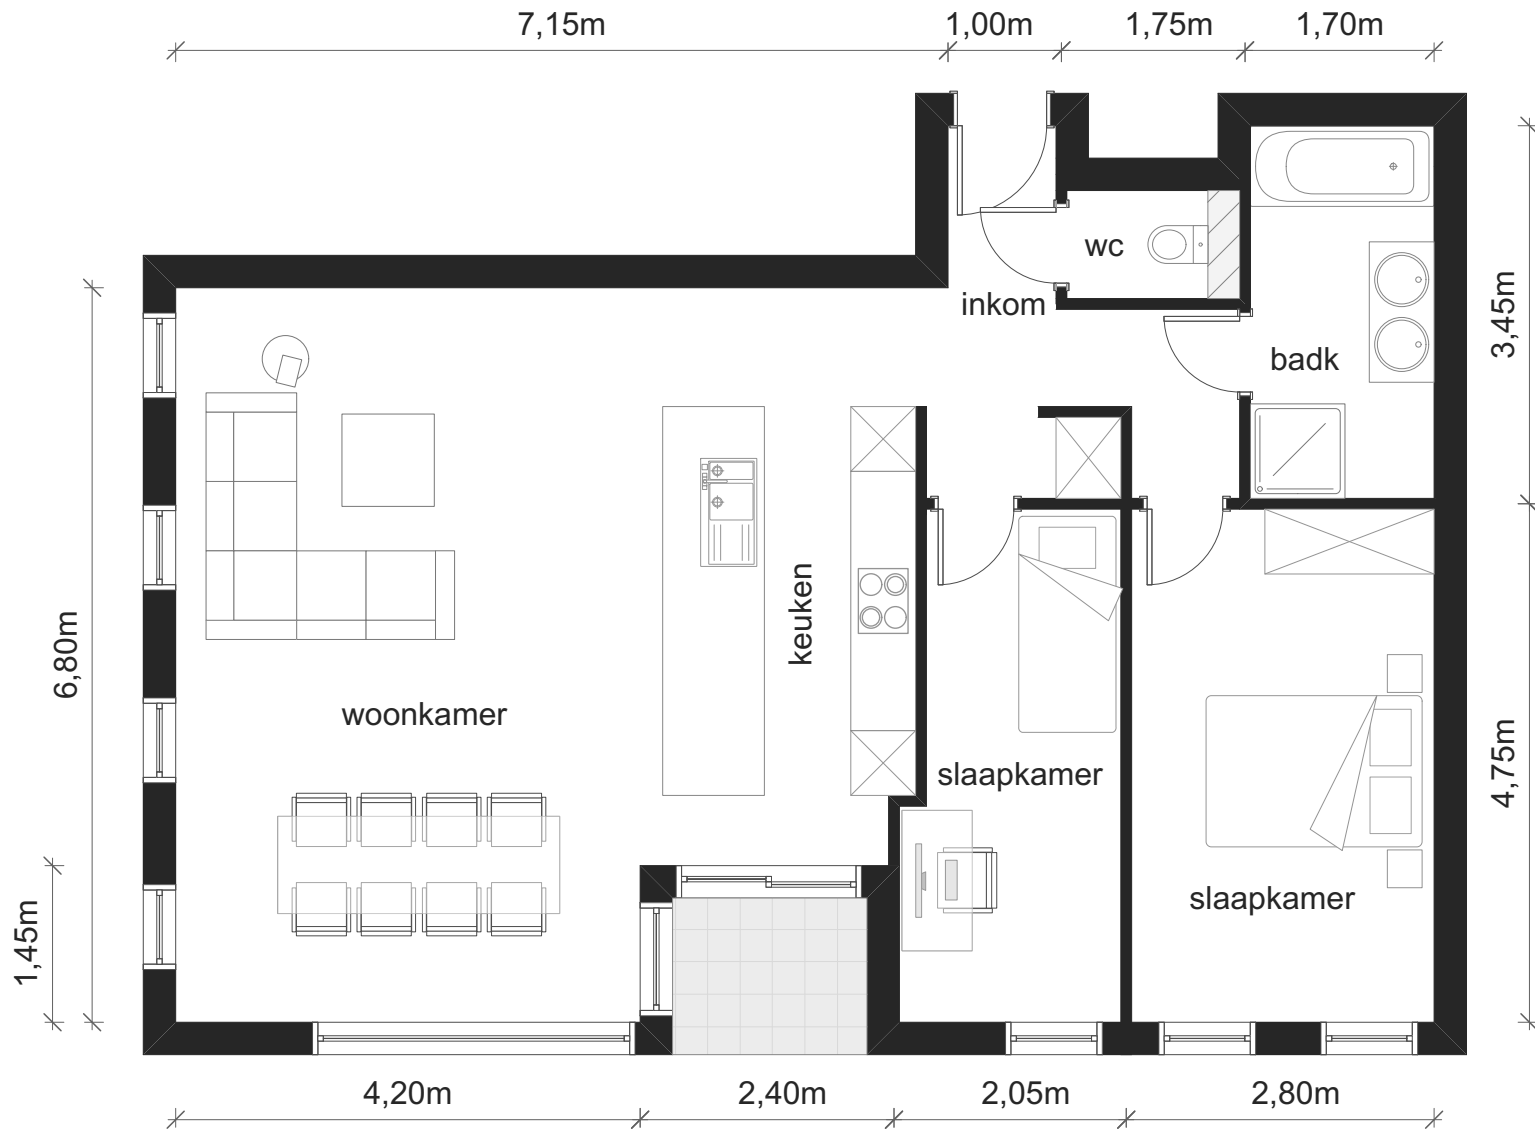 7,15m
1,00m
1,75m
1,70m
wc
inkom
badk
3,45m
6,80m
keuken
woonkamer
slaapkamer
4,75m
slaapkamer
1,45m
4,20m
2,40m
2,05m
2,80m